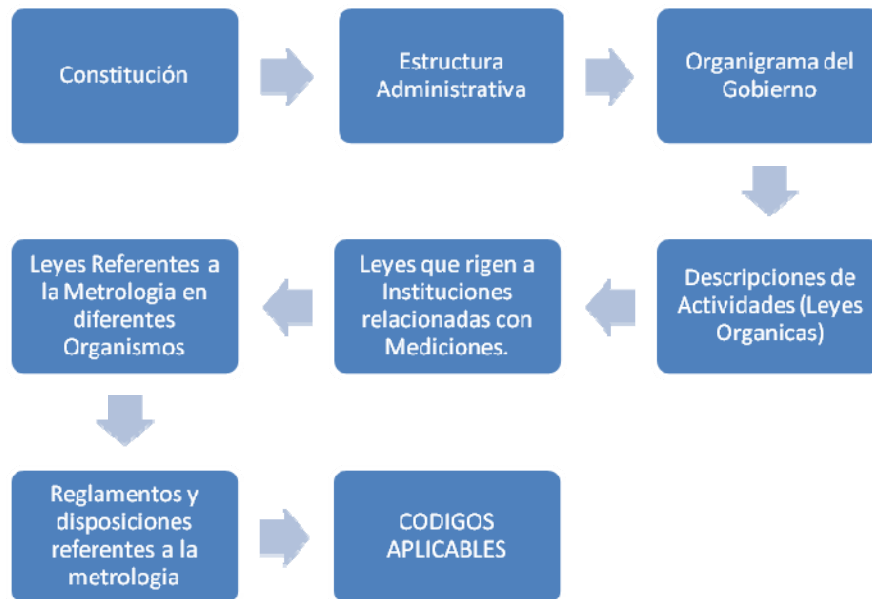 Constitución
Estructura
Administrativa
Organigrama del
Gobierno
Descripciones de
Actividades (Leyes
Organicas)
Leyes que rigen a
Instituciones
relacionadas con
Mediciones.
Leyes Referentes a
la Metrologia en
diferentes
Organismos
Reglamentos y
disposiciones
referentes a la
metrologia
CODIGOS
APLICABLES